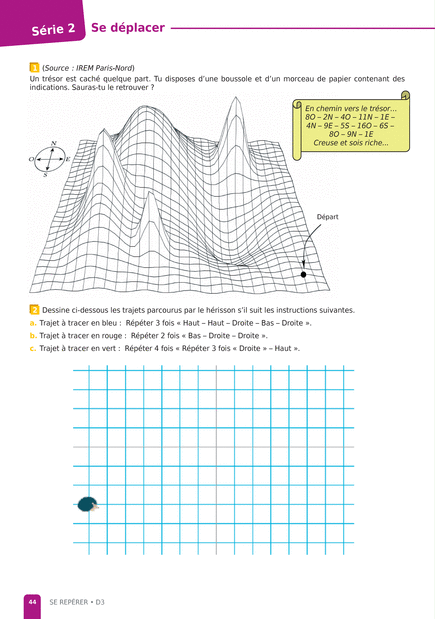 Série 2
Se déplacer
1 (Source : IREM Paris-Nord)
Un trésor est caché quelque part. Tu disposes d'une boussole et d'un morceau de papier contenant des
indications. Sauras-tu le retrouver ?
En chemin vers le trésor...
8O – 2N – 4O – 11N – 1E –
4N – 9E – 5S – 16O – 6S –
8O – 9N – 1E
Creuse et sois riche...
N
O E
S
Départ
2 Dessine ci-dessous les trajets parcourus par le hérisson s'il suit les instructions suivantes.
a. Trajet à tracer en bleu : Répéter 3 fois « Haut – Haut – Droite – Bas – Droite ».
b. Trajet à tracer en rouge : Répéter 2 fois « Bas – Droite – Droite ».
c. Trajet à tracer en vert : Répéter 4 fois « Répéter 3 fois « Droite » – Haut ».
44 SE REPÉRER • D3